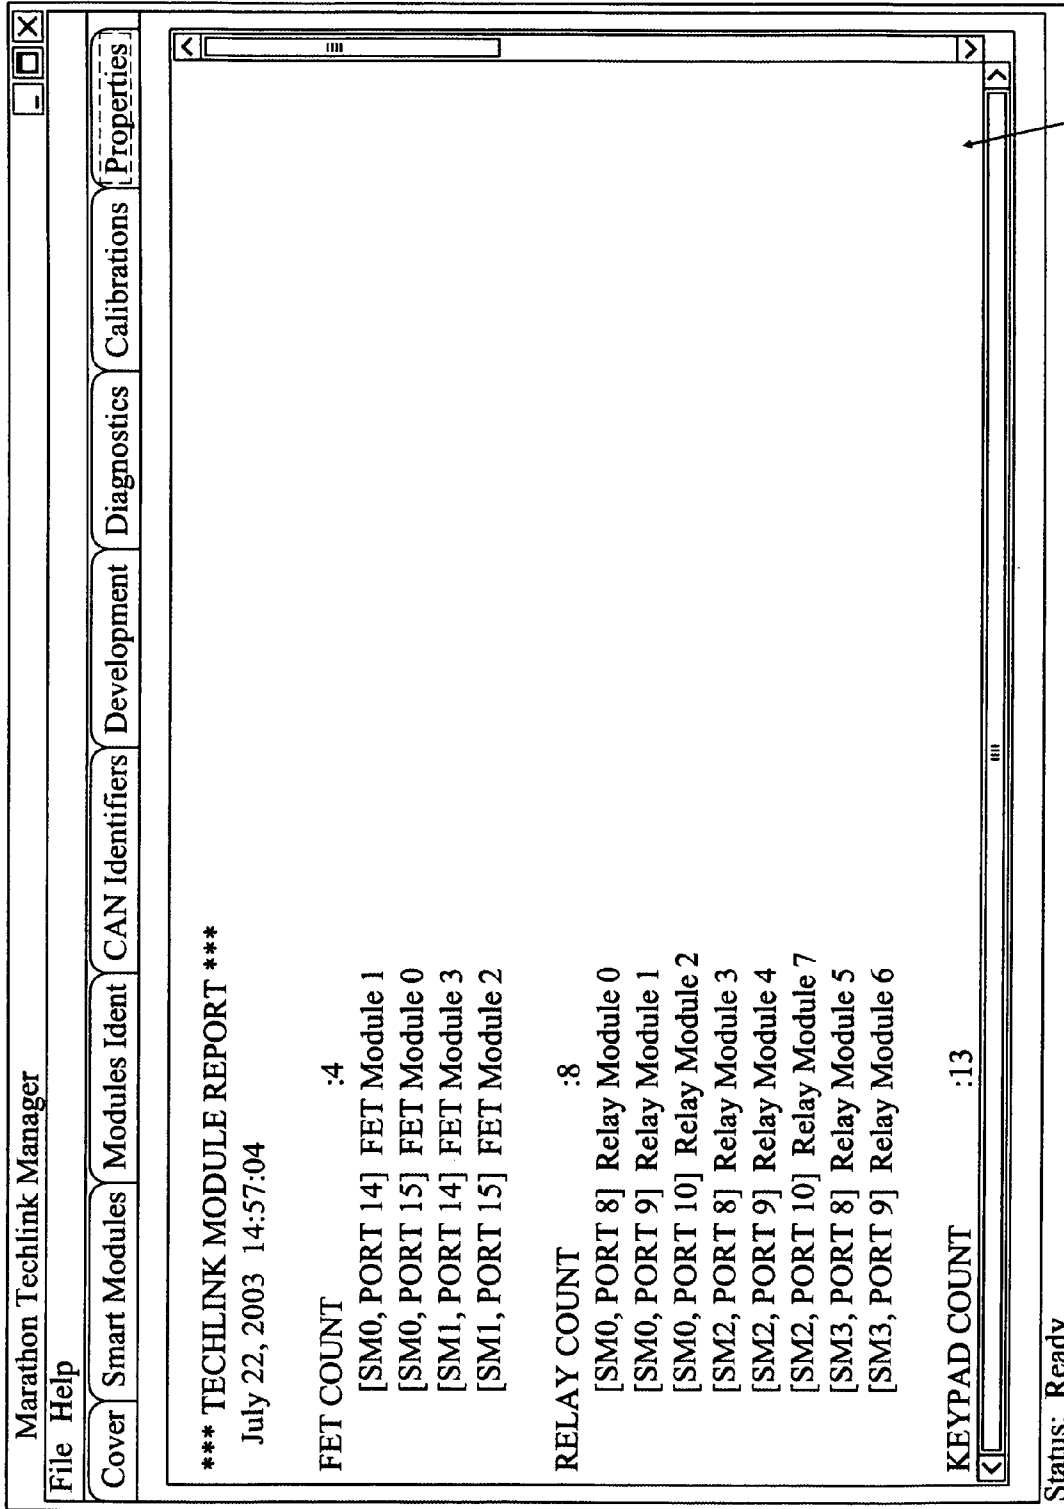 Marathon Techlink Manager
File Help
Cover Smart Modules Modules Ident CAN Identifiers Development Diagnostics Calibrations Properties
*** TECHLINK MODULE REPORT ***
July 22, 2003 14:57:04
FET COUNT :4
[SM0, PORT 14] FET Module 1
[SM0, PORT 15] FET Module 0
[SM1, PORT 14] FET Module 3
[SM1, PORT 15] FET Module 2
RELAY COUNT :8
[SM0, PORT 8] Relay Module 0
[SM0, PORT 9] Relay Module 1
[SM0, PORT 10] Relay Module 2
[SM2, PORT 8] Relay Module 3
[SM2, PORT 9] Relay Module 4
[SM2, PORT 10] Relay Module 7
[SM3, PORT 8] Relay Module 5
[SM3, PORT 9] Relay Module 6
KEYPAD COUNT :13
Status: Ready